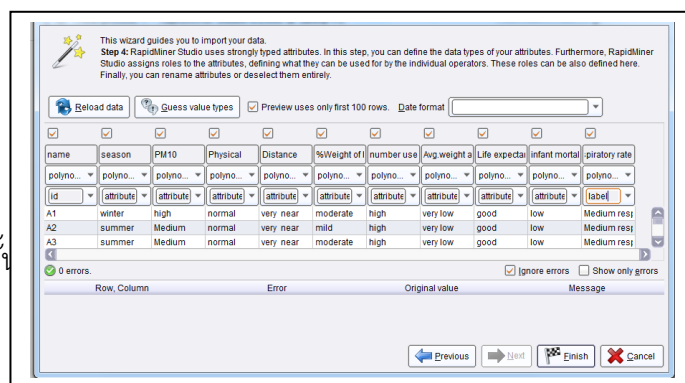 This wizard guides you to import your data.
Step 4: RapidMiner Studio uses strongly typed attributes. In this step, you can define the data types of your attributes. Furthermore, RapidMiner
Studio assigns roles to the attributes, defining what they can be used for by the individual operators. These roles can be also defined here.
Finally, you can rename attributes or deselect them entirely.
Reload data Guess value types Preview uses only first 100 rows. Date format
name season PM10 Physical Distance %Weight of number use Avg.weight a Life expectar infant mortal piratory rate
polyno... polyno... polyno... polyno... polyno... polyno... polyno... polyno... polyno... polyno... polyno...
id attribute attribute attribute attribute attribute attribute attribute attribute attribute label
A1 winter high normal very near moderate high very low good low Medium resp
A2 summer Medium normal very near mild high very low good low Medium resp
A3 summer Medium normal very near moderate high very low good low Medium resp
0 errors. Ignore errors Show only errors
Row, Column Error Original value Message
Previous Next Finish Cancel